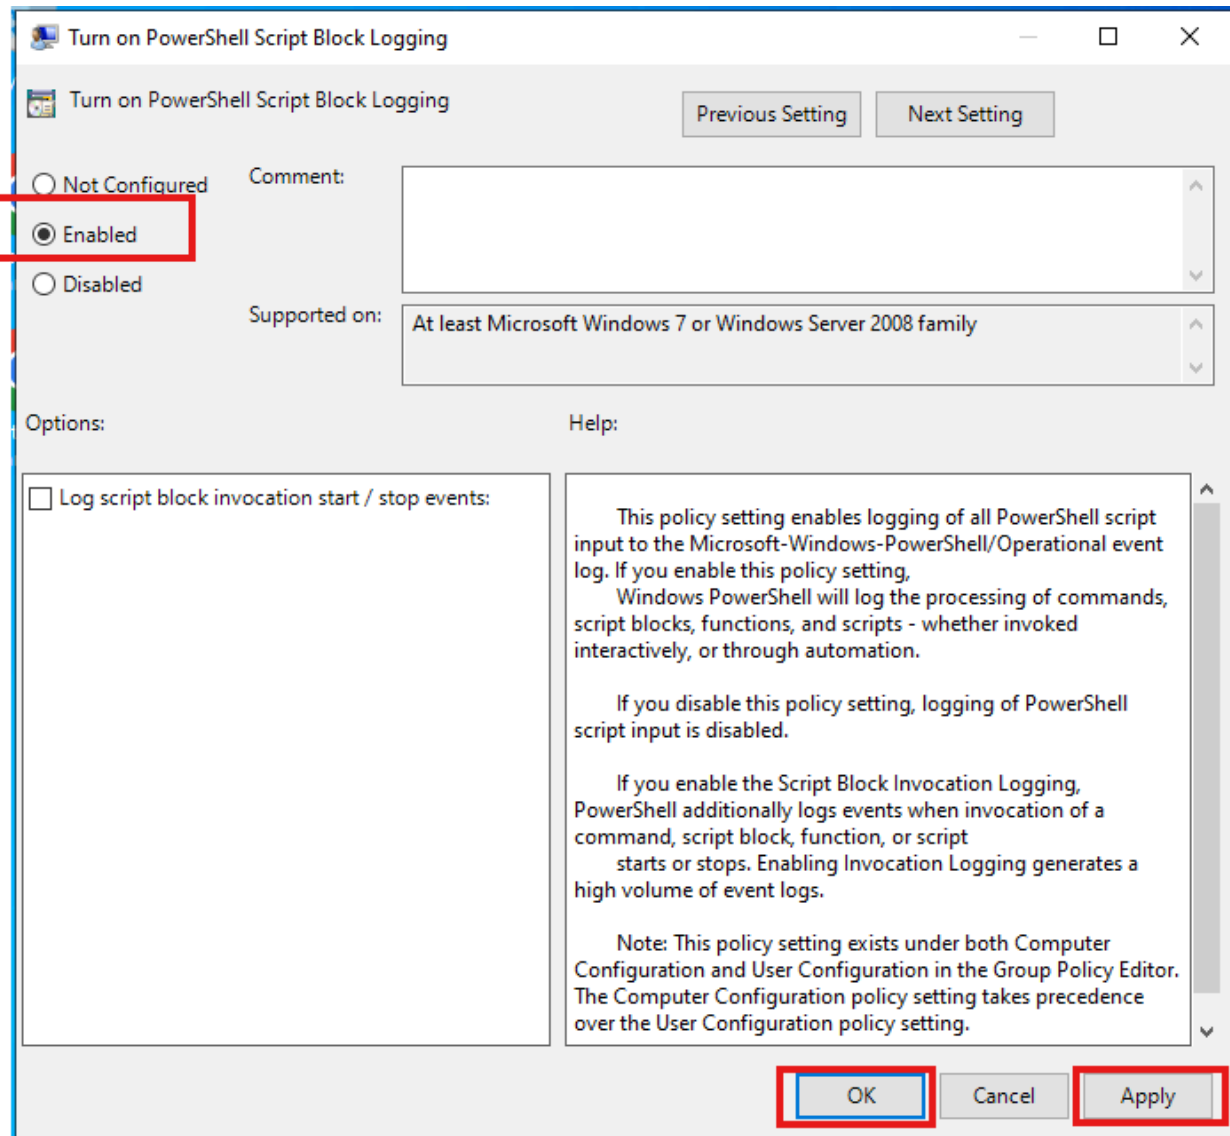 Turn on PowerShell Script Block Logging
Turn on PowerShell Script Block Logging
Previous Setting
Next Setting
Not Configured
Enabled
Disabled
Comment:
Supported on:
At least Microsoft Windows 7 or Windows Server 2008 family
Options:
Help:
Log script block invocation start / stop events:
This policy setting enables logging of all PowerShell script
input to the Microsoft-Windows-PowerShell/Operational event
log. If you enable this policy setting,
Windows PowerShell will log the processing of commands,
script blocks, functions, and scripts - whether invoked
interactively, or through automation.
If you disable this policy setting, logging of PowerShell
script input is disabled.
If you enable the Script Block Invocation Logging,
PowerShell additionally logs events when invocation of a
command, script block, function, or script
starts or stops. Enabling Invocation Logging generates a
high volume of event logs.
Note: This policy setting exists under both Computer
Configuration and User Configuration in the Group Policy Editor.
The Computer Configuration policy setting takes precedence
over the User Configuration policy setting.
OK
Cancel
Apply